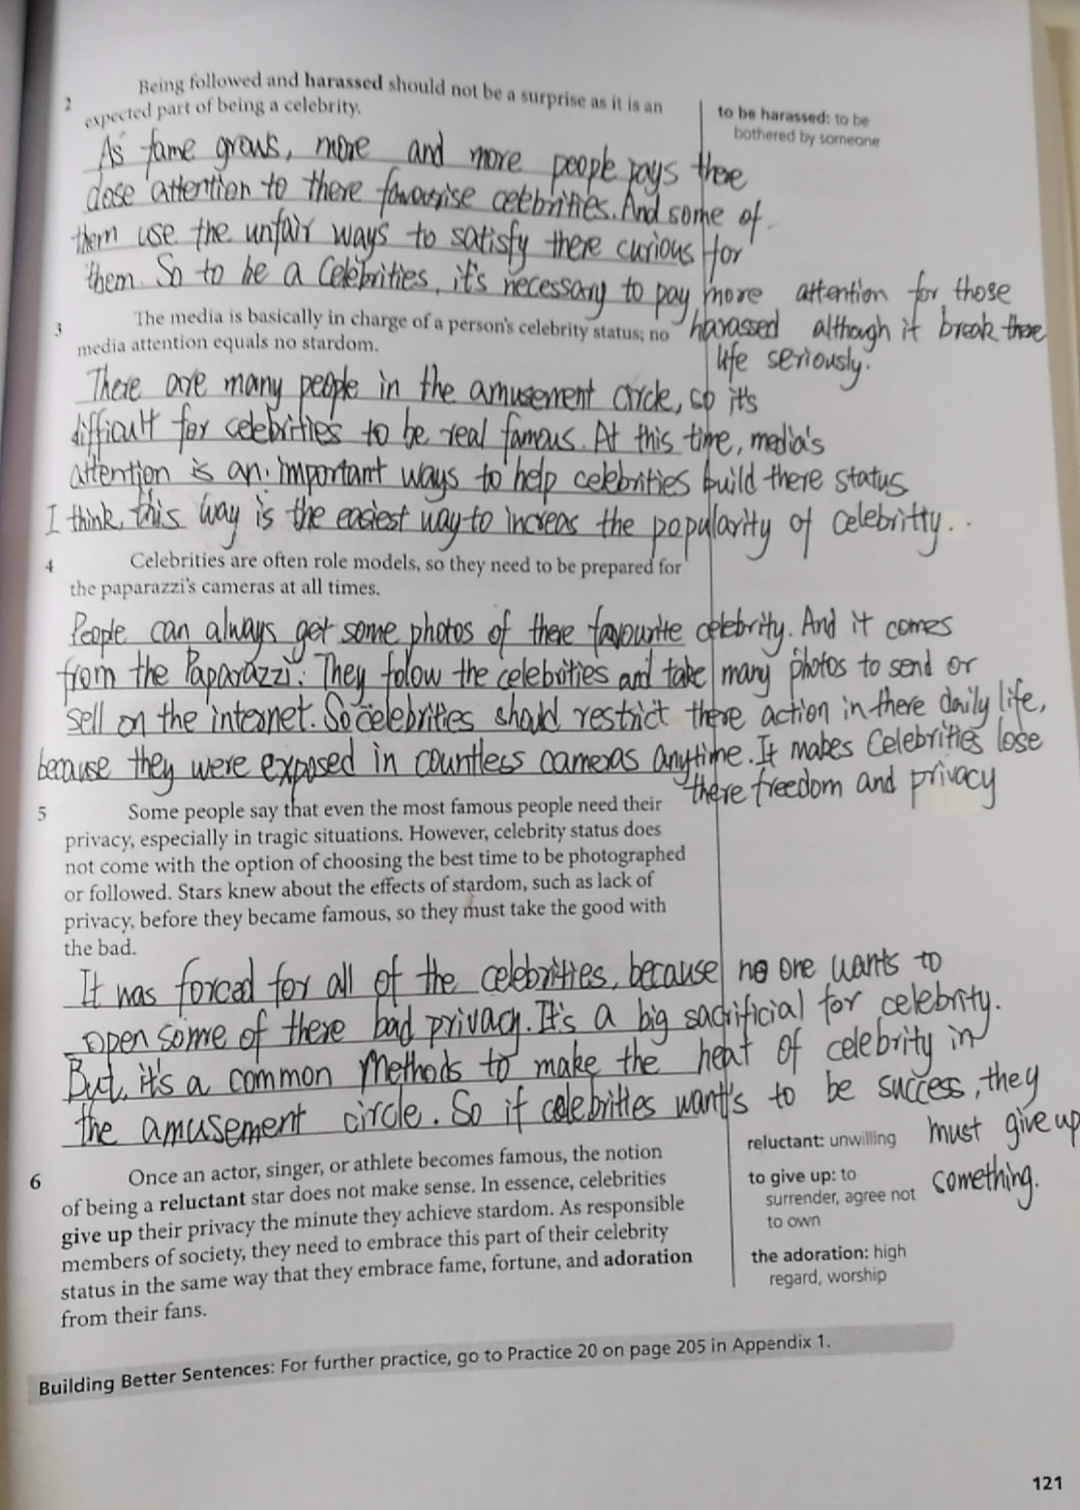 2 Being followed and harassed should not be a surprise as it is an
expected part of being a celebrity.
to be harassed: to be
bothered by someone
As fame grows, more and more people pays there
close attention to there favourise celebrities. And some of
them use the unfair ways to satisfy there curious for
them. So to be a Celebrities, it's necessary to pay more attention for those
harassed although it break there
life seriously.
3 The media is basically in charge of a person's celebrity status; no
media attention equals no stardom.
There are many people in the amusement circle, so it's
difficult for celebrities to be real famous. At this time, media's
attention is an important ways to help celebrities build there status
I think, this way is the easiest way to increas the popularity of celebritty..
4 Celebrities are often role models, so they need to be prepared for
the paparazzi's cameras at all times.
People can always get some photos of there favourite celebrity. And it comes
from the Paparazzi. They folow the celebrities and take many photos to send or
sell on the internet. So celebrities should restrict there action in there daily life,
because they were exposed in countless cameras anytime. It makes Celebrities lose
there freedom and privacy
5 Some people say that even the most famous people need their
privacy, especially in tragic situations. However, celebrity status does
not come with the option of choosing the best time to be photographed
or followed. Stars knew about the effects of stardom, such as lack of
privacy, before they became famous, so they must take the good with
the bad.
It was forced for all of the celebrities, because no one wants to
open some of there bad privacy. It's a big sacrificial for celebrity.
But, it's a common Methods to make the heat of celebrity in
the amusement circle. So if celebrities want's to be success, they
must give up
something.
6 Once an actor, singer, or athlete becomes famous, the notion
of being a reluctant star does not make sense. In essence, celebrities
give up their privacy the minute they achieve stardom. As responsible
members of society, they need to embrace this part of their celebrity
status in the same way that they embrace fame, fortune, and adoration
from their fans.
reluctant: unwilling
to give up: to
surrender, agree not
to own
the adoration: high
regard, worship
Building Better Sentences: For further practice, go to Practice 20 on page 205 in Appendix 1.
121